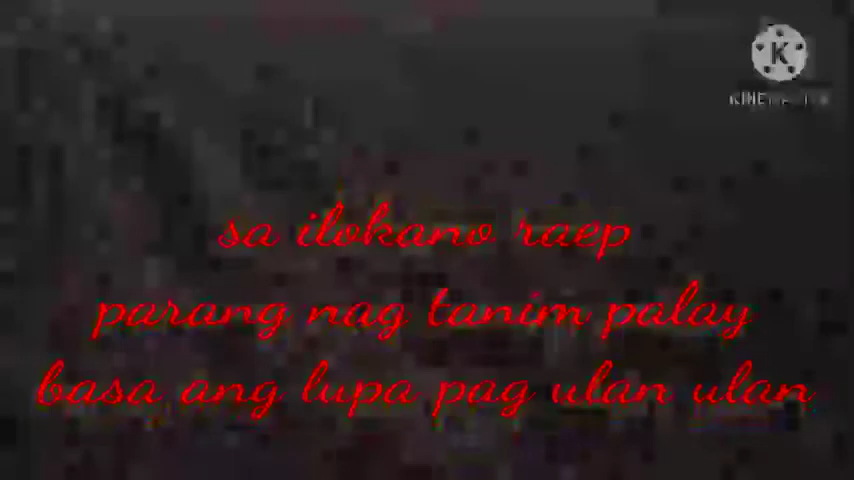 K
sa ilokano raep
parang nag tanim palay
basa ang lupa pag ulan ulan